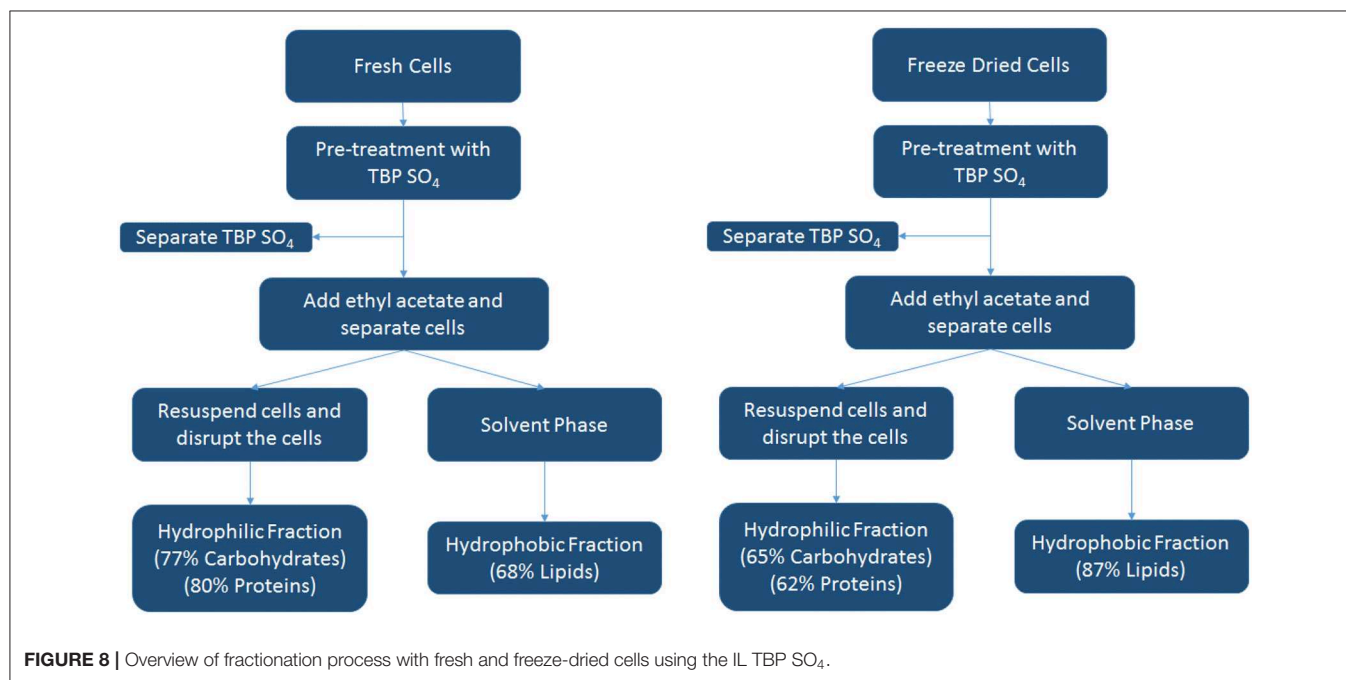 Fresh Cells
Pre-treatment with
TBP SO₄
Separate TBP SO₄
Add ethyl acetate and
separate cells
Resuspend cells and
disrupt the cells
Solvent Phase
Hydrophilic Fraction
(77% Carbohydrates)
(80% Proteins)
Hydrophobic Fraction
(68% Lipids)
Freeze Dried Cells
Pre-treatment with
TBP SO₄
Separate TBP SO₄
Add ethyl acetate and
separate cells
Resuspend cells and
disrupt the cells
Solvent Phase
Hydrophilic Fraction
(65% Carbohydrates)
(62% Proteins)
Hydrophobic Fraction
(87% Lipids)
FIGURE 8 | Overview of fractionation process with fresh and freeze-dried cells using the IL TBP SO₄.